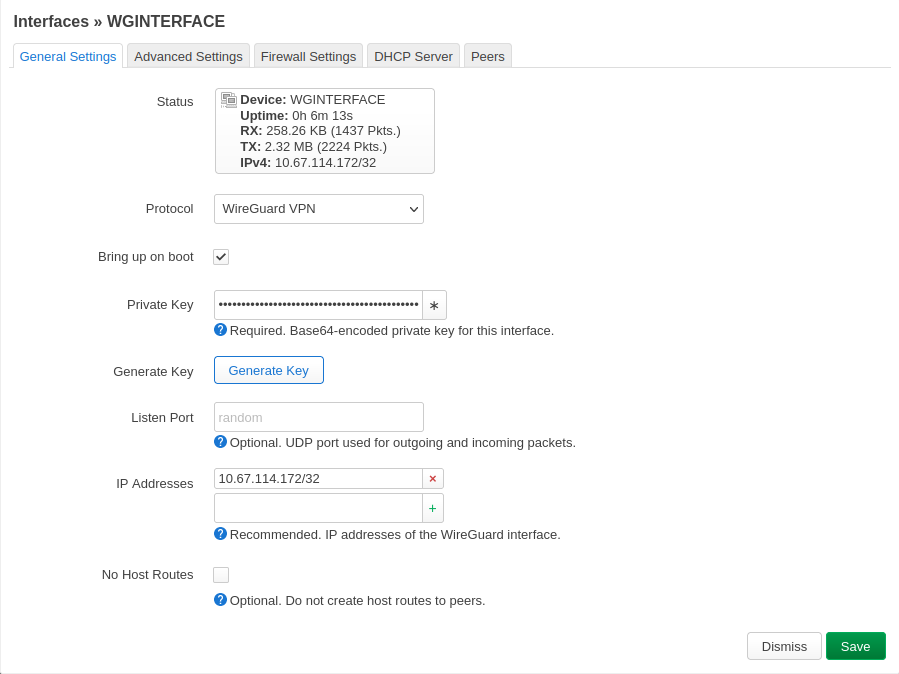 Interfaces » WGINTERFACE
General Settings Advanced Settings Firewall Settings DHCP Server Peers
Status
Device: WGINTERFACE
Uptime: 0h 6m 13s
RX: 258.26 KB (1437 Pkts.)
TX: 2.32 MB (2224 Pkts.)
IPv4: 10.67.114.172/32
Protocol WireGuard VPN
Bring up on boot
Private Key •••••••••••••••••••••••••••••••••••••••••••• ∗
? Required. Base64-encoded private key for this interface.
Generate Key Generate Key
Listen Port random
? Optional. UDP port used for outgoing and incoming packets.
IP Addresses 10.67.114.172/32 ×
+
? Recommended. IP addresses of the WireGuard interface.
No Host Routes
? Optional. Do not create host routes to peers.
Dismiss Save